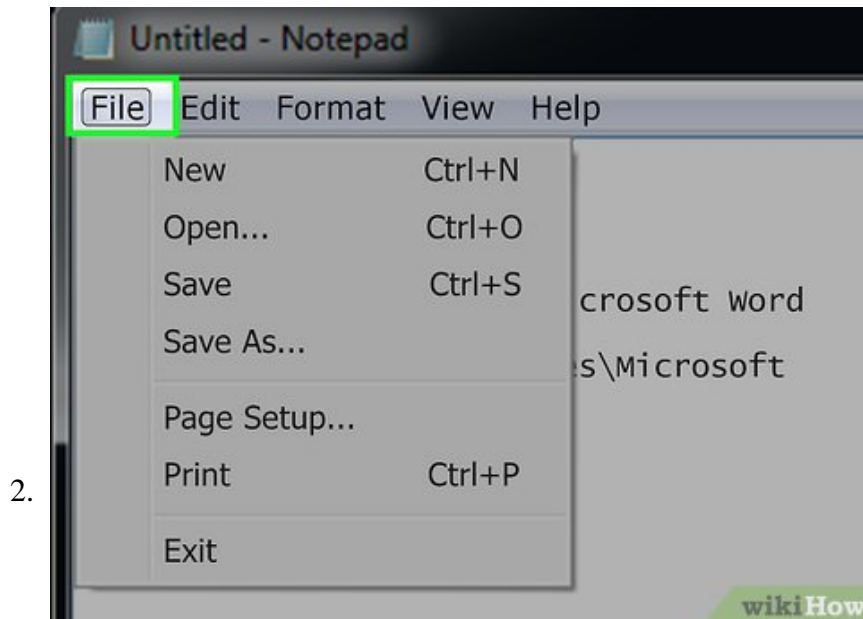 Untitled - Notepad
File Edit Format View Help
New Ctrl+N
Open... Ctrl+O
Save Ctrl+S
crosoft Word
Save As...
s\Microsoft
Page Setup...
Print Ctrl+P
2.
Exit
wikiHow